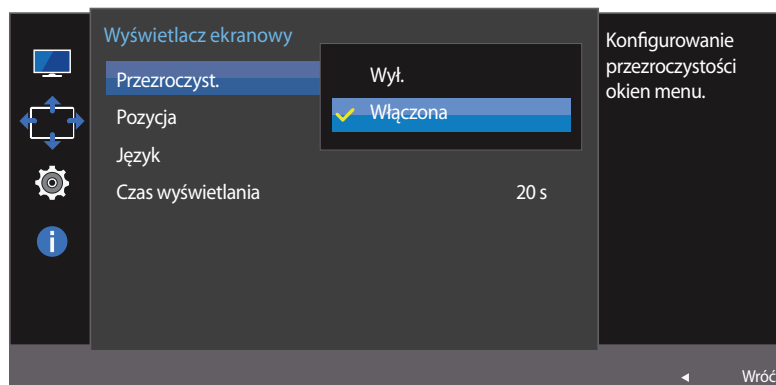 Wyświetlacz ekranowy
Przezroczyst.
Wył.
Włączona
Pozycja
Język
Czas wyświetlania 20 s
Konfigurowanie
przezroczystości
okien menu.
Wróć